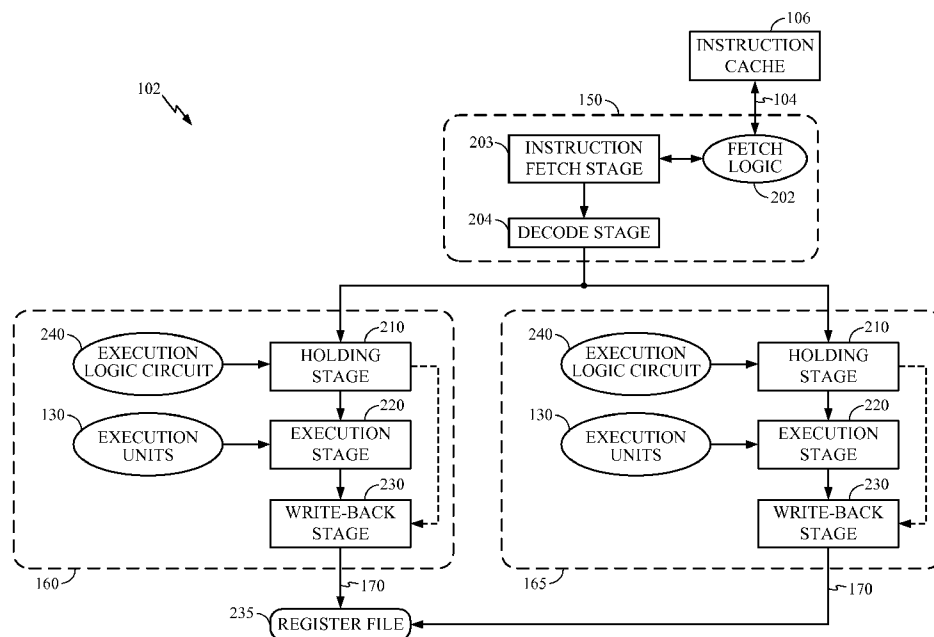 106
INSTRUCTION
CACHE
102
150
104
203
INSTRUCTION
FETCH STAGE
FETCH
LOGIC
202
204
DECODE STAGE
240
EXECUTION
LOGIC CIRCUIT
210
HOLDING
STAGE
130
EXECUTION
UNITS
220
EXECUTION
STAGE
230
WRITE-BACK
STAGE
160
170
240
EXECUTION
LOGIC CIRCUIT
210
HOLDING
STAGE
130
EXECUTION
UNITS
220
EXECUTION
STAGE
230
WRITE-BACK
STAGE
165
170
235
REGISTER FILE